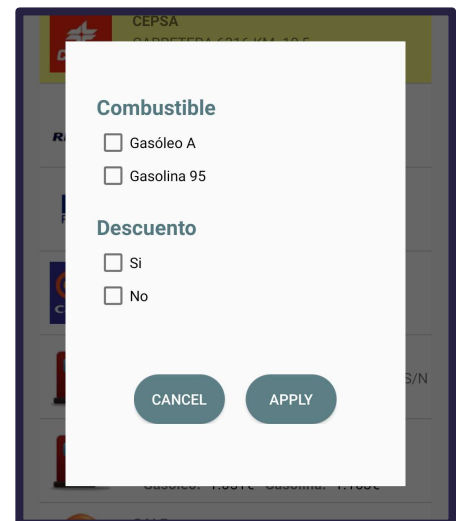 CEPSA
Combustible
Gasóleo A
Gasolina 95
Descuento
Si
No
S/N
CANCEL
APPLY